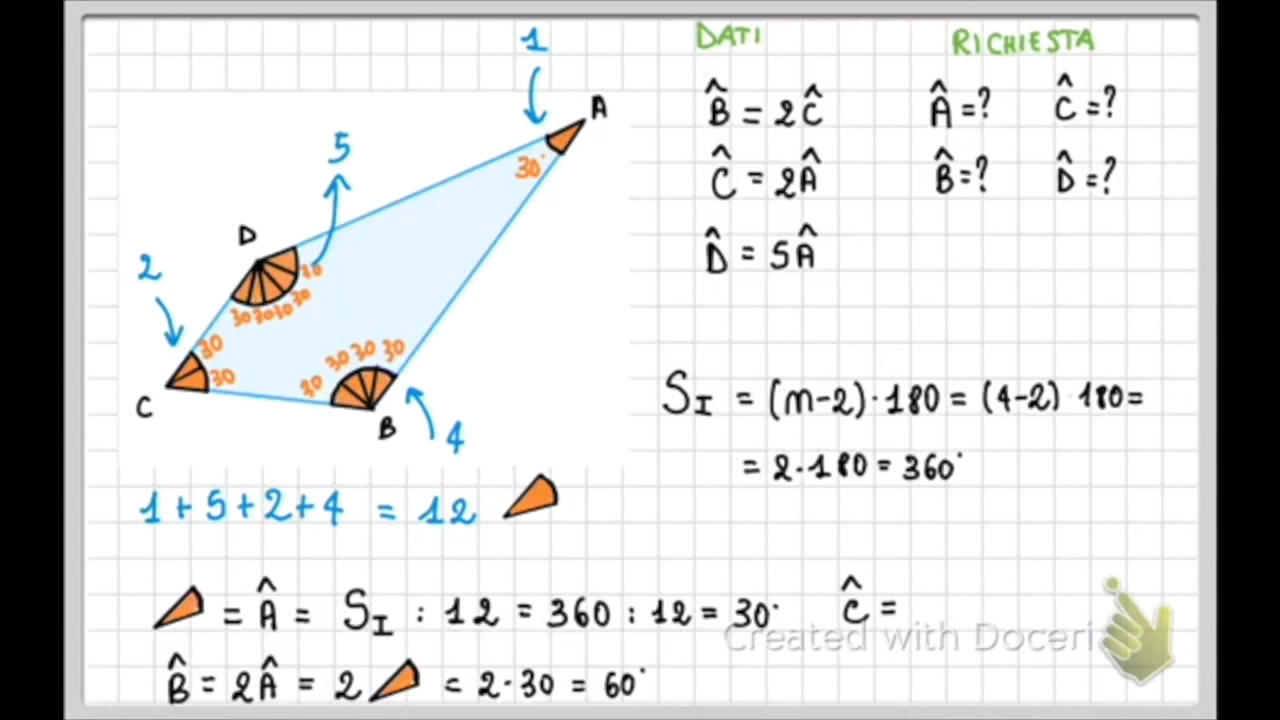 DATI
RICHIESTA
B̂ = 2Ĉ
Â = ? Ĉ = ?
Ĉ = 2Â
B̂ = ? D̂ = ?
D̂ = 5Â
1
A
30°
5
D
30
30 30 30 30
2
30
30
C
30 30 30 30
B
4
S_I = (n-2)·180 = (4-2)·180 =
= 2·180 = 360°
1 + 5 + 2 + 4 = 12
= Â = S_I : 12 = 360 : 12 = 30°
Ĉ =
B̂ = 2Â = 2 = 2·30 = 60°
Created with Doceri